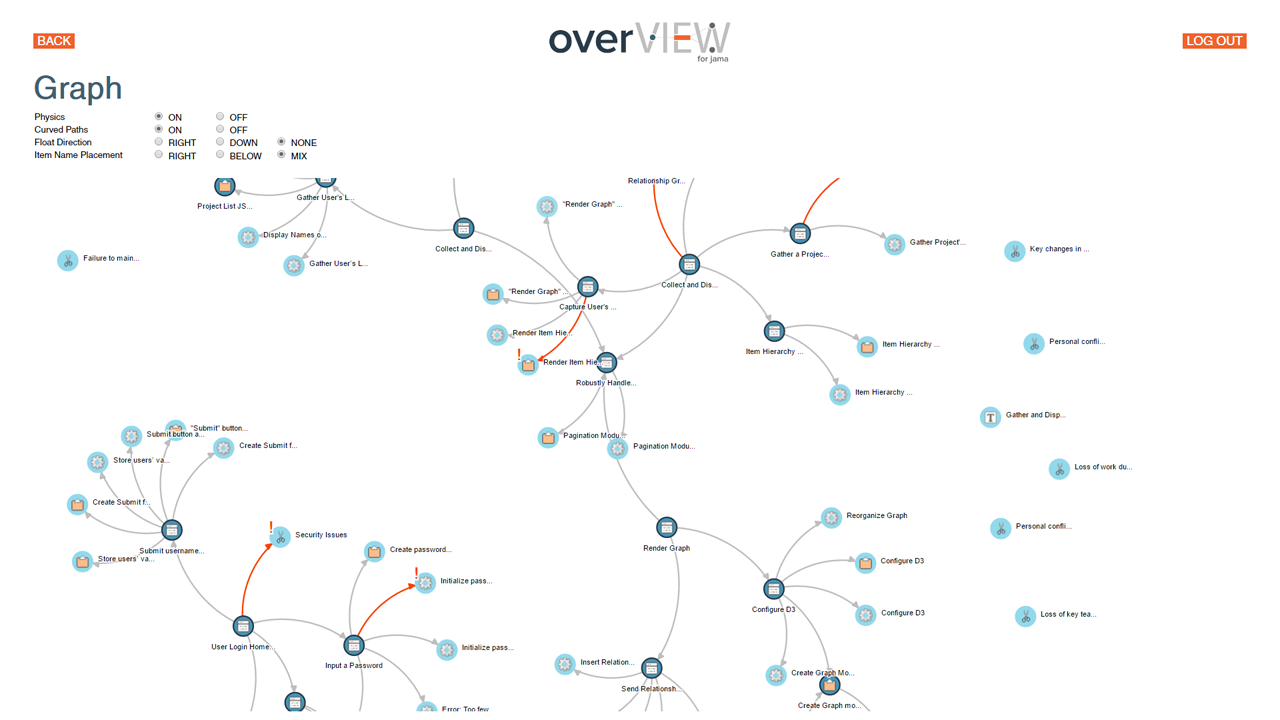 BACK
overVIEW
for jama
LOG OUT
Graph
Physics ON OFF
Curved Paths ON OFF
Float Direction RIGHT DOWN NONE
Item Name Placement RIGHT BELOW MIX
Relationship Gr...
Gather User's L...
Project List JS...
"Render Graph" ...
Display Names o...
Collect and Dis...
Gather Project'...
Key changes in ...
Gather a Projec...
Failure to main...
Gather User's L...
Collect and Dis...
"Render Graph" ...
Capture User's ...
Render Item Hie...
Personal confli...
Item Hierarchy ...
Item Hierarchy ...
Render Item Hie...
Robustly Handle...
Item Hierarchy ...
Gather and Disp...
"Submit" button...
Submit button a...
Pagination Modu...
Create Submit f...
Pagination Modu...
Store users' va...
Loss of work du...
Create Submit f...
Reorganize Graph
Personal confli...
Security Issues
Submit username...
Create password...
Render Graph
Store users' va...
Configure D3
Initialize pass...
Configure D3
Configure D3
Loss of key tea...
User Login Home...
Initialize pass...
Input a Password
Insert Relation...
Create Graph Mo...
Send Relationsh...
Create Graph mo...
Error: Too few